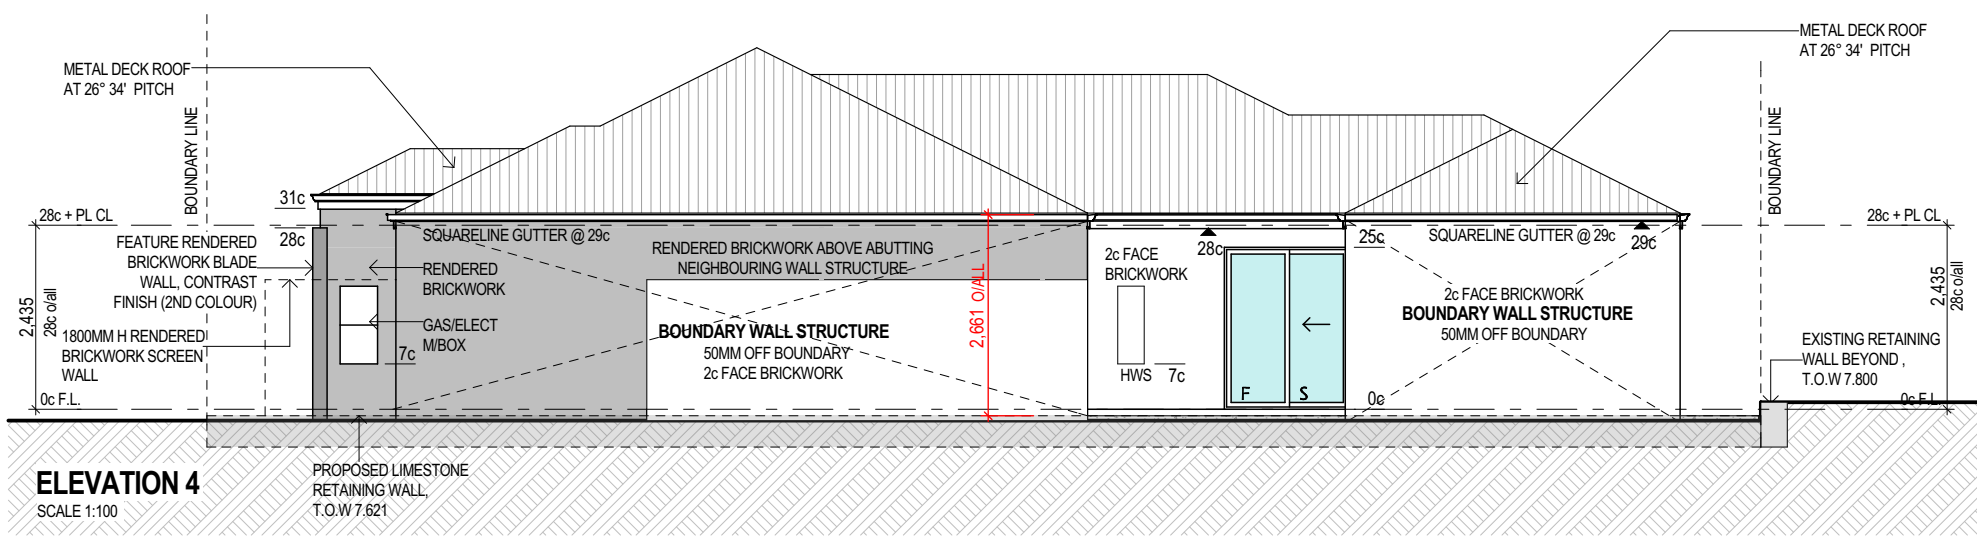 METAL DECK ROOF
AT 26° 34' PITCH
METAL DECK ROOF
AT 26° 34' PITCH
BOUNDARY LINE
BOUNDARY LINE
31c
28c + PL CL
28c
28c + PL CL
FEATURE RENDERED
BRICKWORK BLADE
WALL, CONTRAST
FINISH (2ND COLOUR)
SQUARELINE GUTTER @ 29c
RENDERED BRICKWORK ABOVE ABUTTING
NEIGHBOURING WALL STRUCTURE
RENDERED
BRICKWORK
2c FACE
BRICKWORK
28c
25c
SQUARELINE GUTTER @ 29c
29c
2,435
28c o/all
1800MM H RENDERED
BRICKWORK SCREEN
WALL
GAS/ELECT
M/BOX
7c
BOUNDARY WALL STRUCTURE
50MM OFF BOUNDARY
2c FACE BRICKWORK
2,661 O/ALL
HWS
7c
F
S
2c FACE BRICKWORK
BOUNDARY WALL STRUCTURE
50MM OFF BOUNDARY
2,435
28c o/all
EXISTING RETAINING
WALL BEYOND ,
T.O.W 7.800
0c F.L.
0c
0c F.L.
ELEVATION 4
SCALE 1:100
PROPOSED LIMESTONE
RETAINING WALL,
T.O.W 7.621